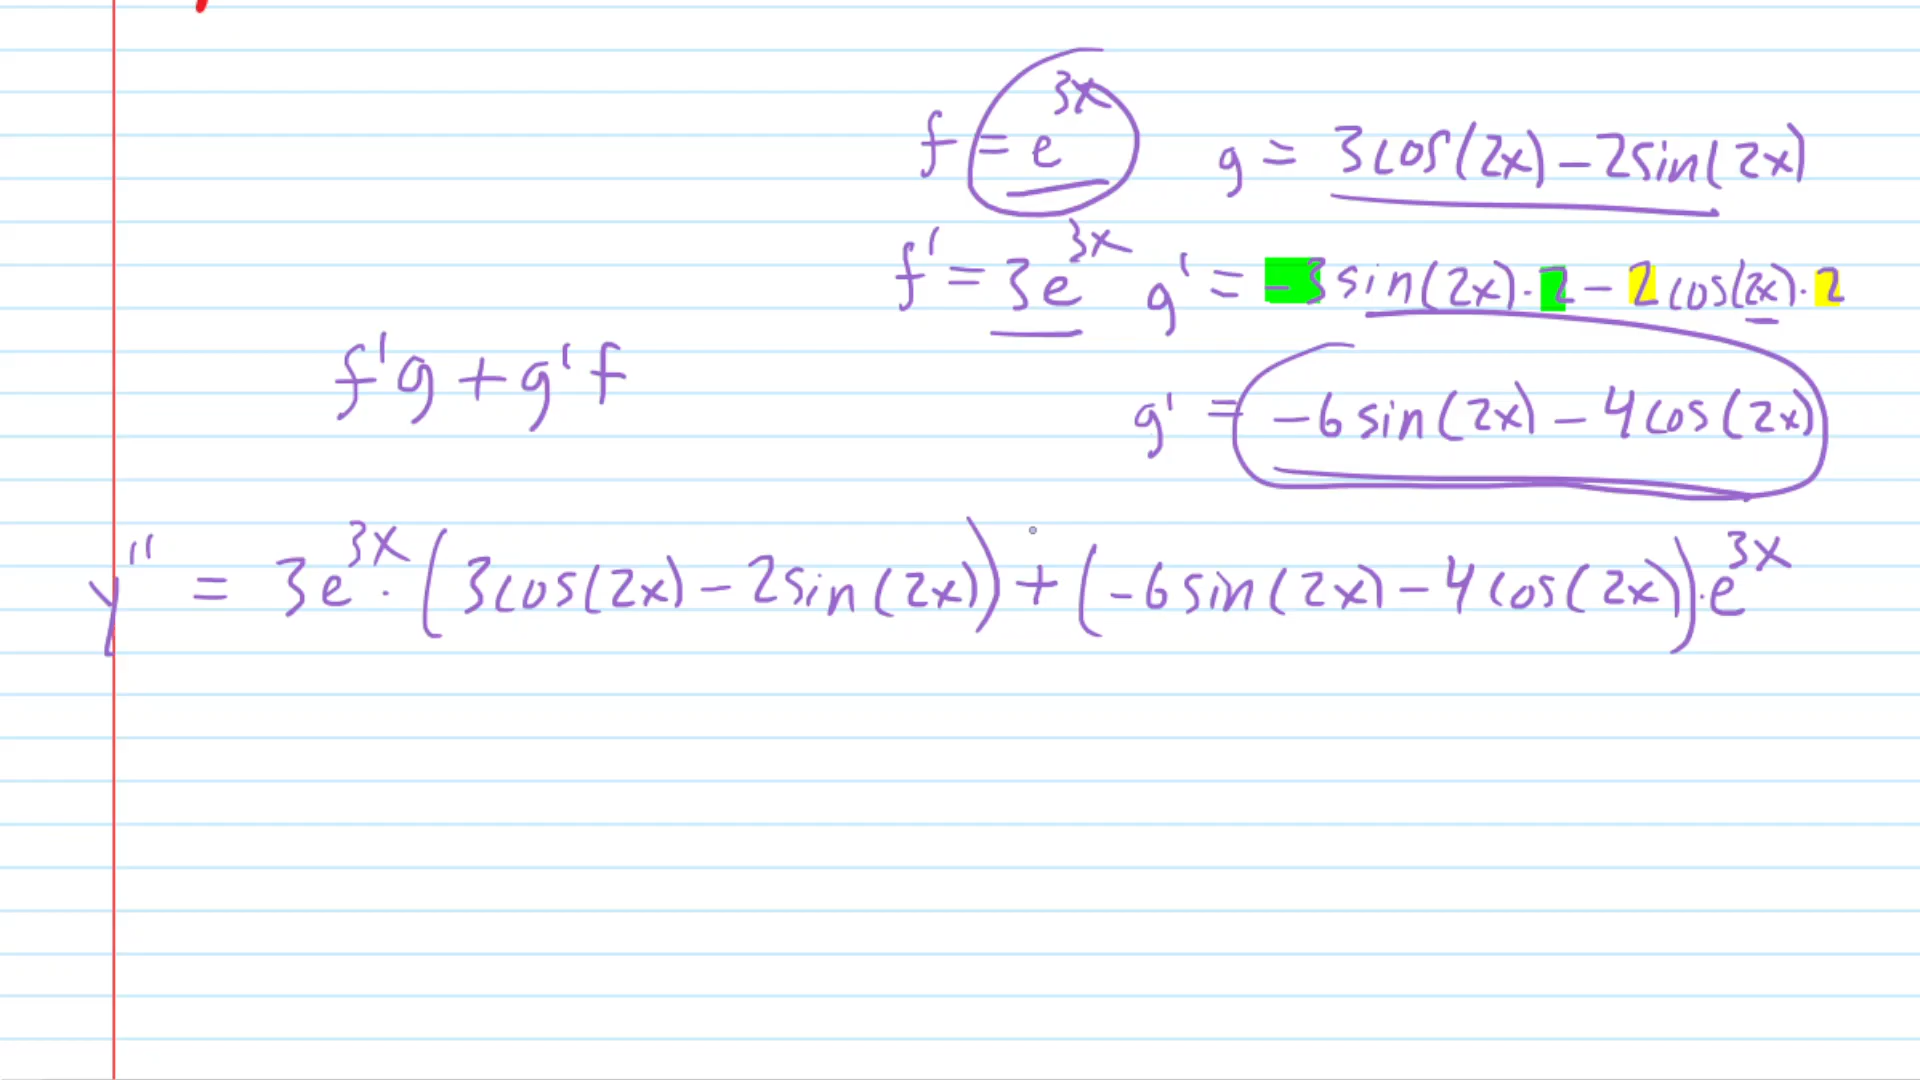 f = e^{3x} g = 3cos(2x) - 2sin(2x)
f' = 3e^{3x} g' = -3sin(2x)·2 - 2cos(2x)·2
f'g + g'f
g' = -6sin(2x) - 4cos(2x)
y'' = 3e^{3x}·(3cos(2x) - 2sin(2x)) + (-6sin(2x) - 4cos(2x))·e^{3x}